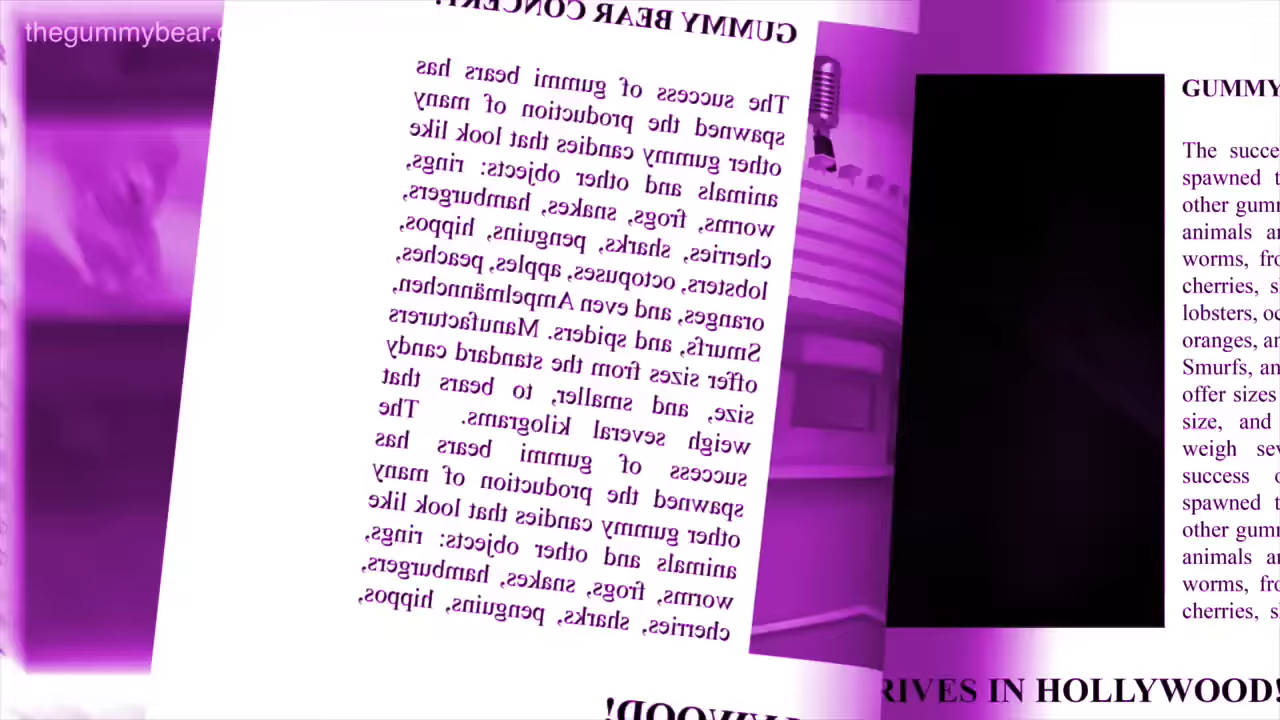 thegummybear.c
GUMMY BEAR CONCERT!
The success of gummi bears has
spawned the production of many
other gummy candies that look like
animals and other objects: rings,
worms, frogs, snakes, hamburgers,
cherries, sharks, penguins, hippos,
lobsters, octopuses, apples, peaches,
oranges, and even Ampelmännchen,
Smurfs, and spiders. Manufacturers
offer sizes from the standard candy
size, and smaller, to bears that
weigh several kilograms. The
success of gummi bears has
spawned the production of many
other gummy candies that look like
animals and other objects: rings,
worms, frogs, snakes, hamburgers,
cherries, sharks, penguins, hippos,
LYWOOD!
GUMMY
The succe
spawned t
other gumm
animals an
worms, fro
cherries, s
lobsters, oc
oranges, an
Smurfs, an
offer sizes
size, and
weigh sev
success o
spawned t
other gumm
animals an
worms, fro
cherries, s
RIVES IN HOLLYWOOD!